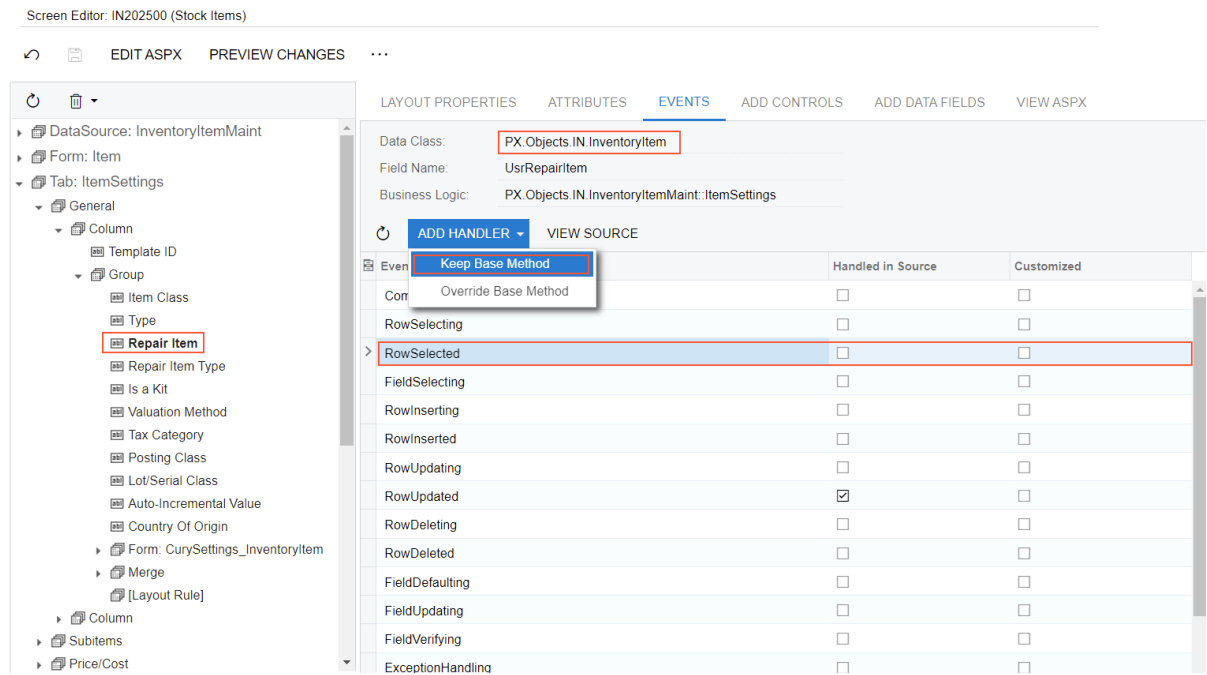 Screen Editor: IN202500 (Stock Items)
EDIT ASPX PREVIEW CHANGES ...
DataSource: InventoryItemMaint
Form: Item
Tab: ItemSettings
General
Column
Template ID
Group
Item Class
Type
Repair Item
Repair Item Type
Is a Kit
Valuation Method
Tax Category
Posting Class
Lot/Serial Class
Auto-Incremental Value
Country Of Origin
Form: CurySettings_InventoryItem
Merge
[Layout Rule]
Column
Subitems
Price/Cost
LAYOUT PROPERTIES ATTRIBUTES EVENTS ADD CONTROLS ADD DATA FIELDS VIEW ASPX
Data Class: PX.Objects.IN.InventoryItem
Field Name: UsrRepairItem
Business Logic: PX.Objects.IN.InventoryItemMaint::ItemSettings
ADD HANDLER VIEW SOURCE
Keep Base Method
Override Base Method
Even Handled in Source Customized
Com
RowSelecting
RowSelected
FieldSelecting
RowInserting
RowInserted
RowUpdating
RowUpdated
RowDeleting
RowDeleted
FieldDefaulting
FieldUpdating
FieldVerifying
ExceptionHandling